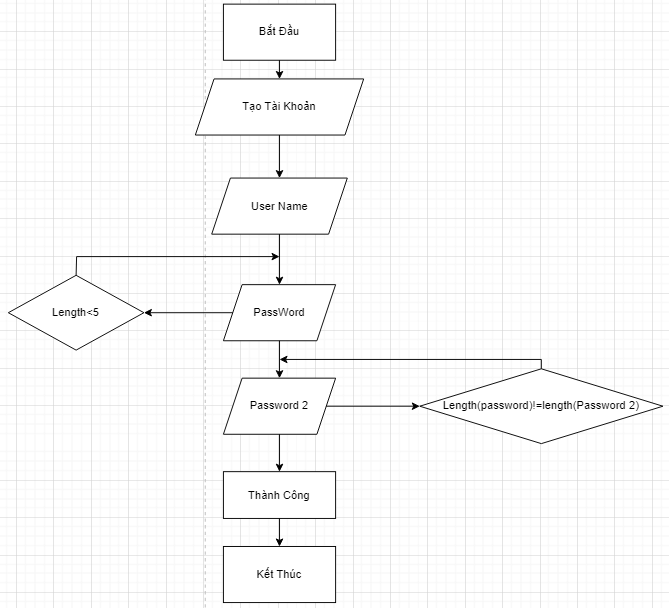 Bắt Đầu
Tạo Tài Khoản
User Name
Length<5
PassWord
Password 2
Length(password)!=length(Password 2)
Thành Công
Kết Thúc